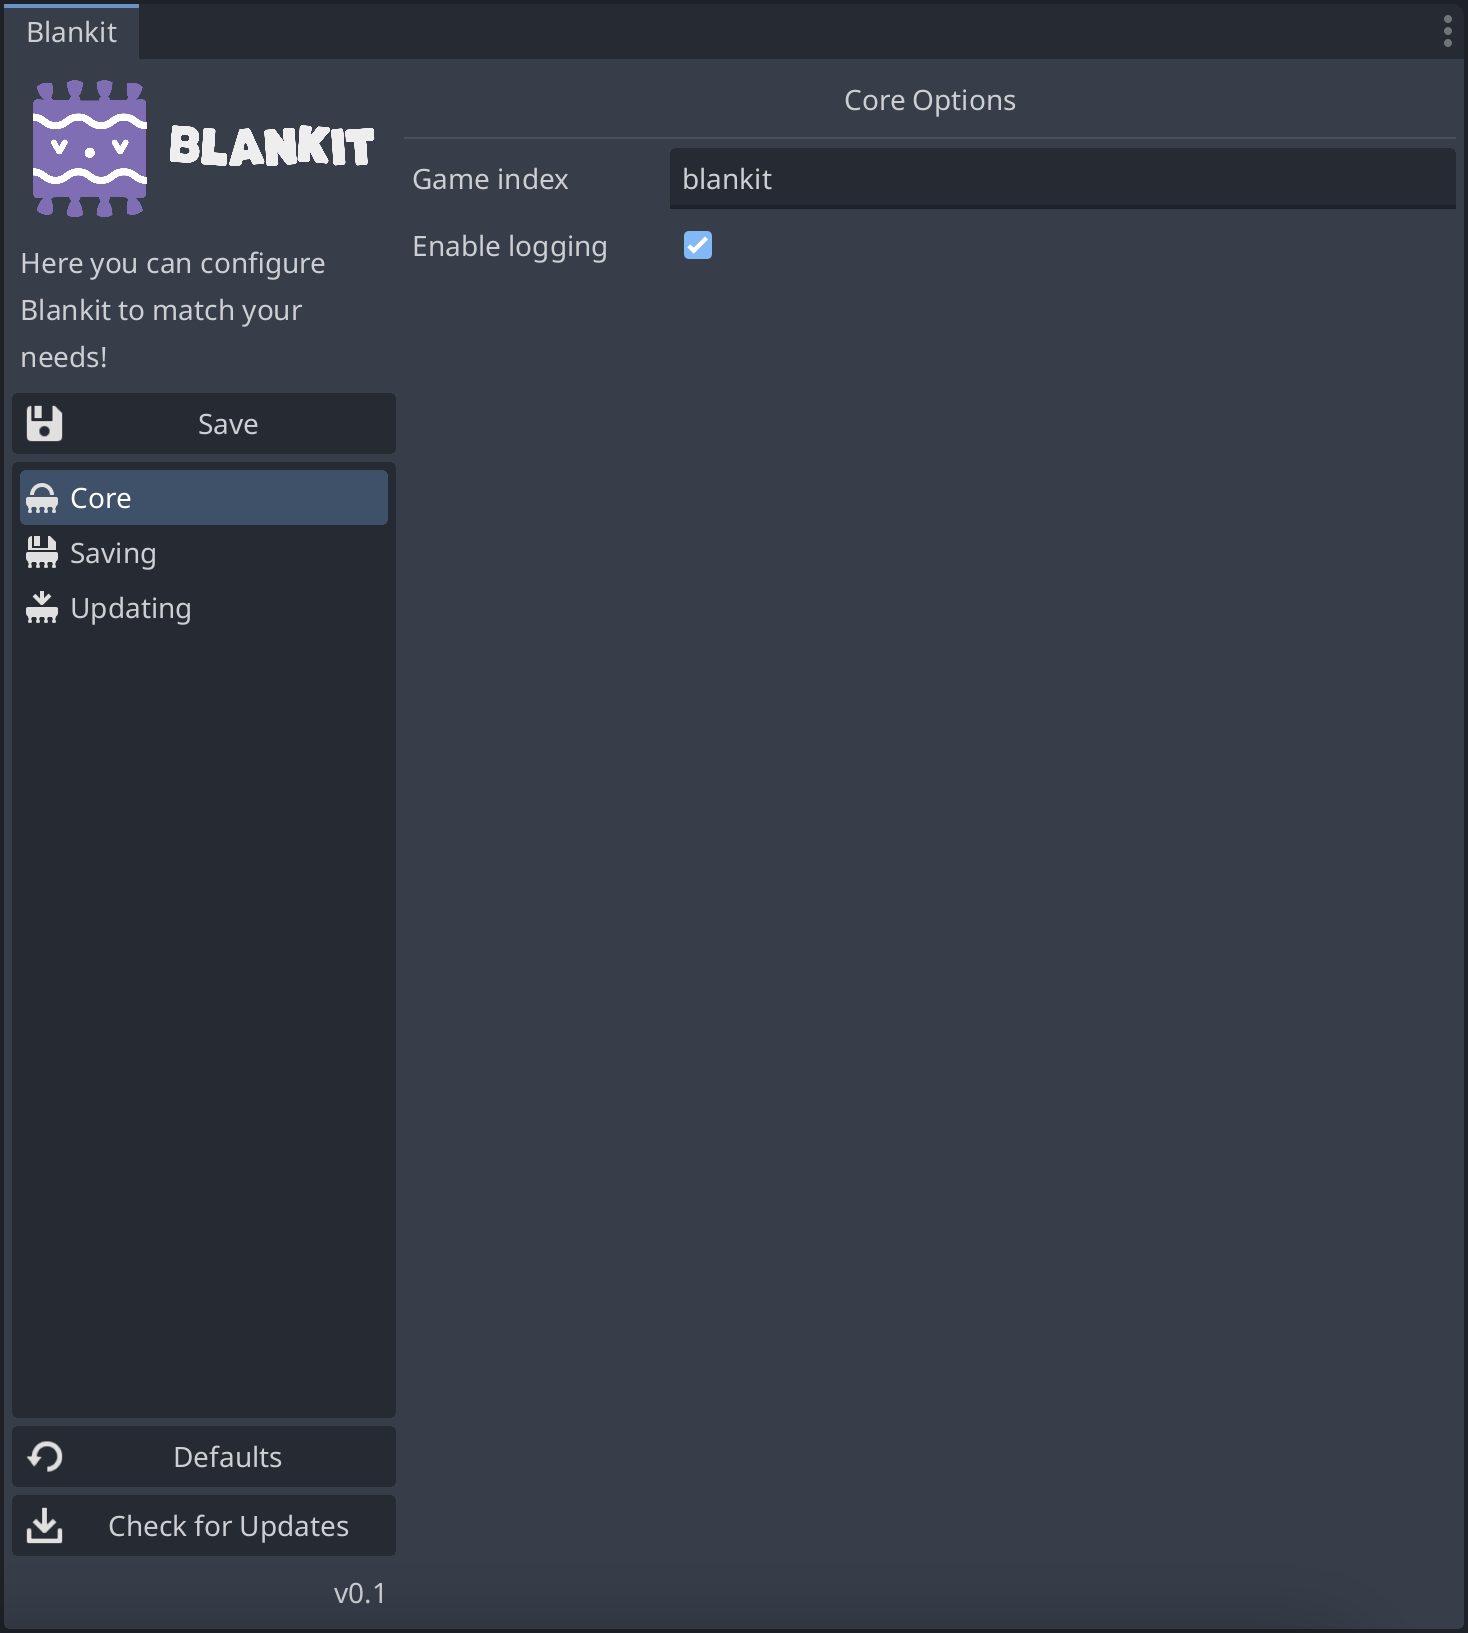 Blankit
BLANKIT
Here you can configure
Blankit to match your
needs!
Save
Core
Saving
Updating
Defaults
Check for Updates
v0.1
Core Options
Game index
blankit
Enable logging